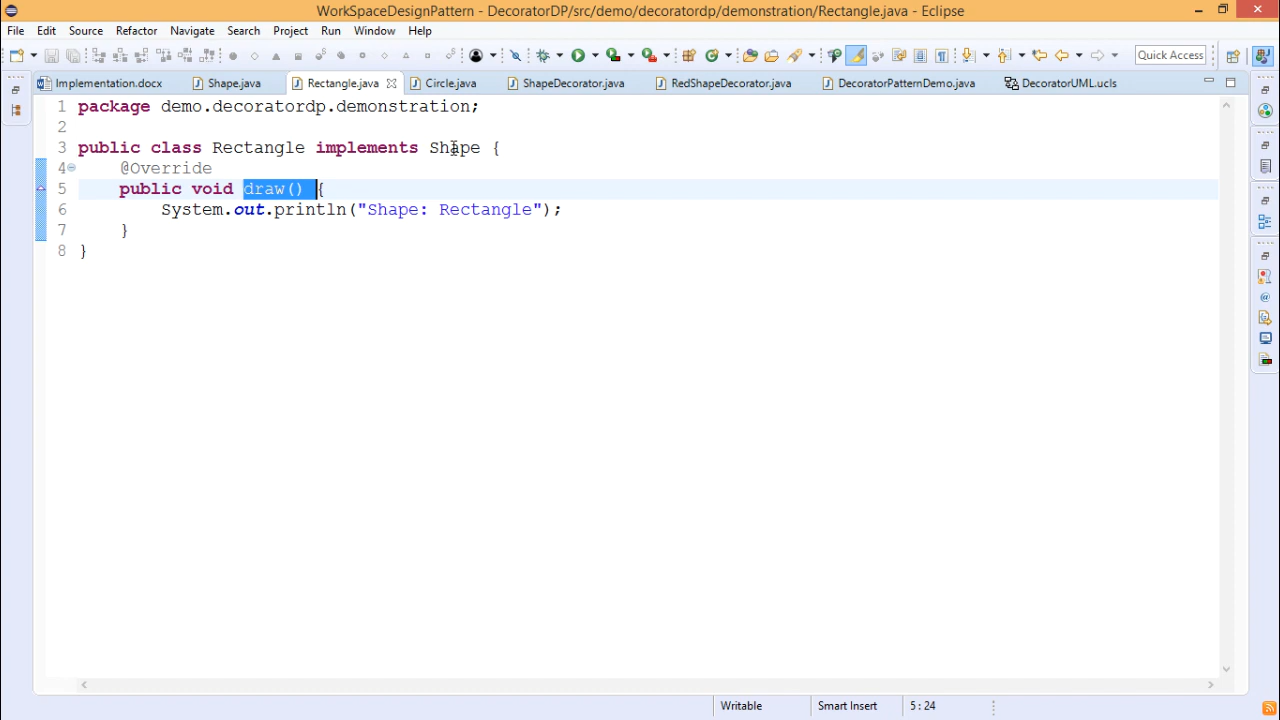 WorkSpaceDesignPattern - DecoratorDP/src/demo/decoratordp/demonstration/Rectangle.java - Eclipse
File Edit Source Refactor Navigate Search Project Run Window Help
Quick Access
Implementation.docx Shape.java Rectangle.java Circle.java ShapeDecorator.java RedShapeDecorator.java DecoratorPatternDemo.java DecoratorUML.ucls
1 package demo.decoratordp.demonstration;
2
3 public class Rectangle implements Shape {
4 @Override
5 public void draw() {
6 System.out.println("Shape: Rectangle");
7 }
8 }
Writable Smart Insert 5 : 24